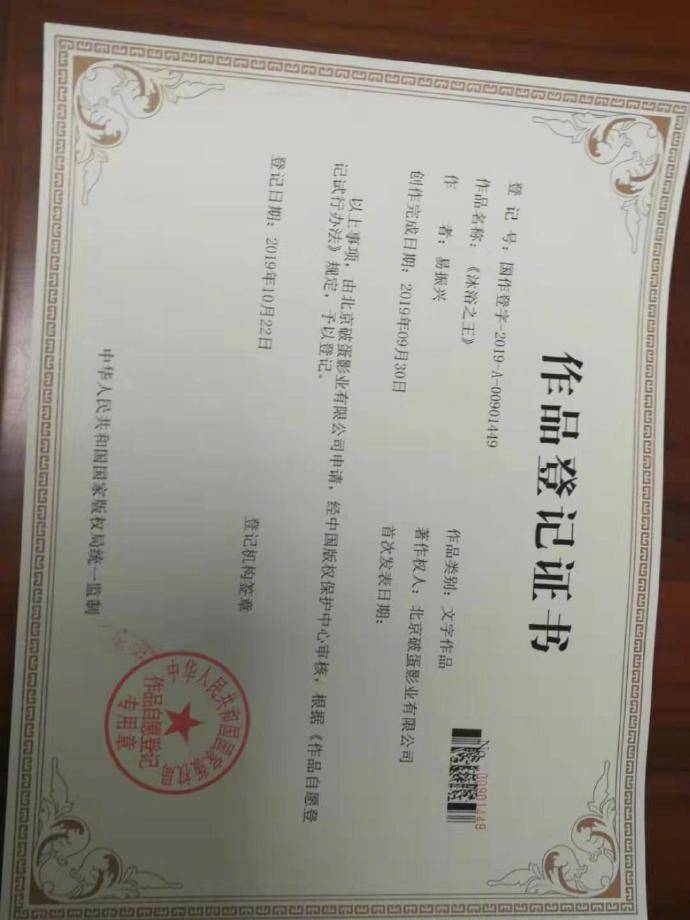 作品登记证书
No 00901449
登 记 号：国作登字-2019-A-00901449
作品名称：《沐浴之王》
作品类别：文字作品
作 者：易振兴
著作权人：北京破蛋影业有限公司
创作完成日期：2019年09月30日
首次发表日期：
以上事项，由北京破蛋影业有限公司申请，经中国版权保护中心审核，根据《作品自愿登
记试行办法》规定，予以登记。
登记日期：2019年10月22日
登记机构签章
中华人民共和国国家版权局
作品自愿登记
专用章
中华人民共和国国家版权局统一监制